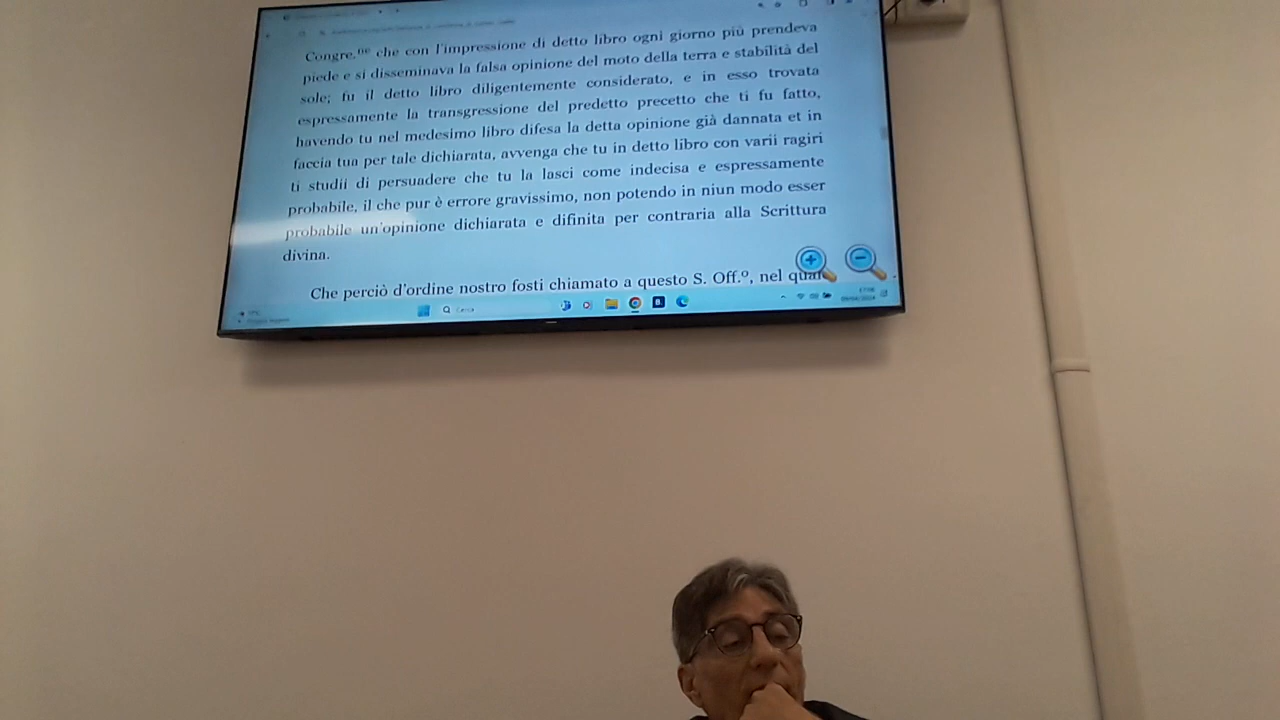 Congre.ne che con l'impressione di detto libro ogni giorno più prendeva
piede e si disseminava la falsa opinione del moto della terra e stabilità del
sole; fu il detto libro diligentemente considerato, e in esso trovata
espressamente la transgressione del predetto precetto che ti fu fatto,
havendo tu nel medesimo libro difesa la detta opinione già dannata et in
faccia tua per tale dichiarata, avvenga che tu in detto libro con varii ragiri
ti studii di persuadere che tu la lasci come indecisa e espressamente
probabile, il che pur è errore gravissimo, non potendo in niun modo esser
probabile un'opinione dichiarata e difinita per contraria alla Scrittura
divina.
Che perciò d'ordine nostro fosti chiamato a questo S. Off.º, nel quale